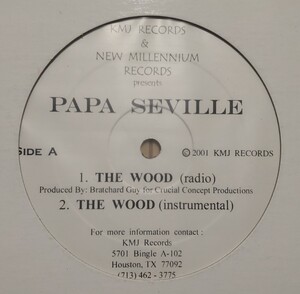 KMJ RECORDS
&
NEW MILLENNIUM
RECORDS
presents
PAPA SEVILLE
SIDE A
© 2001 KMJ RECORDS
1. THE WOOD (radio)
Produced By: Bratchard Guy for Crucial Concept Productions
2. THE WOOD (instrumental)
For more information contact :
KMJ Records
5701 Bingle A-102
Houston, TX 77092
(713) 462 - 3775